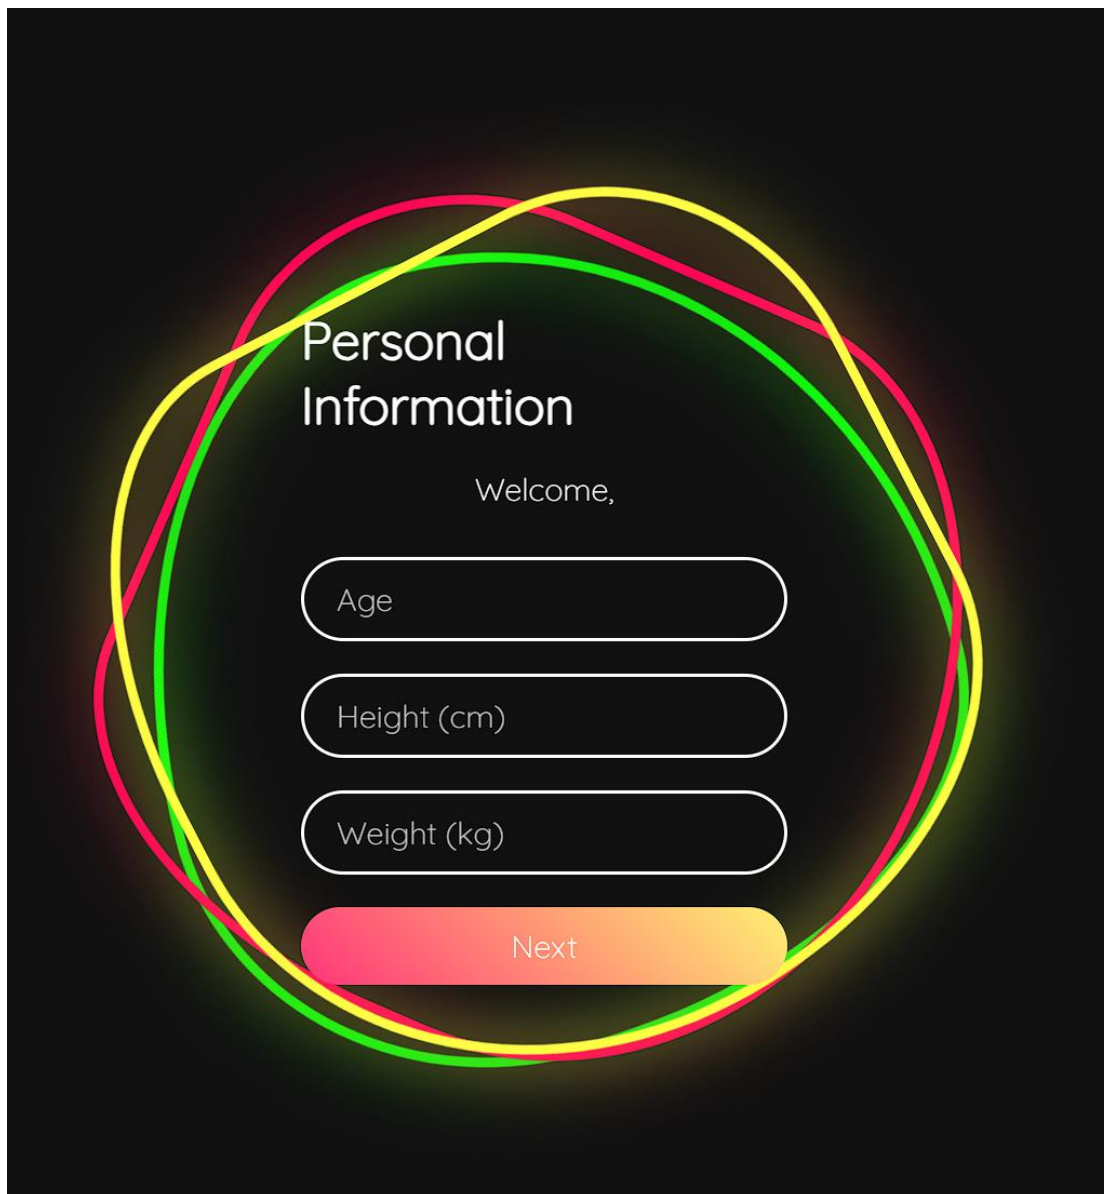 Personal
Information
Welcome,
Age
Height (cm)
Weight (kg)
Next